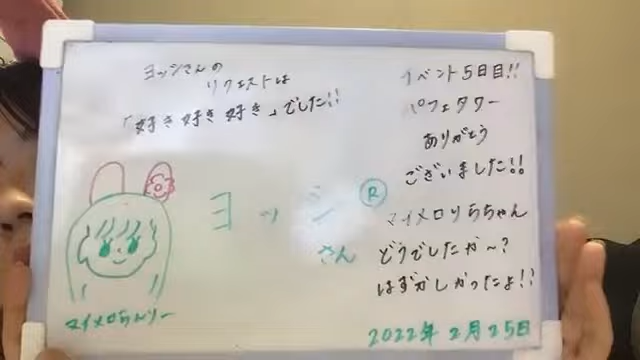 ヨッシさんの
リクエストは
「好き好き好き」でした!!
ヨッシ®
さん
マイメロらんりー
イベント5日目!!
パフェタワー
ありがとう
ございました!!
マイメロりらちゃん
どうでしたか〜?
はずかしかったよ!!
2022年2月25日